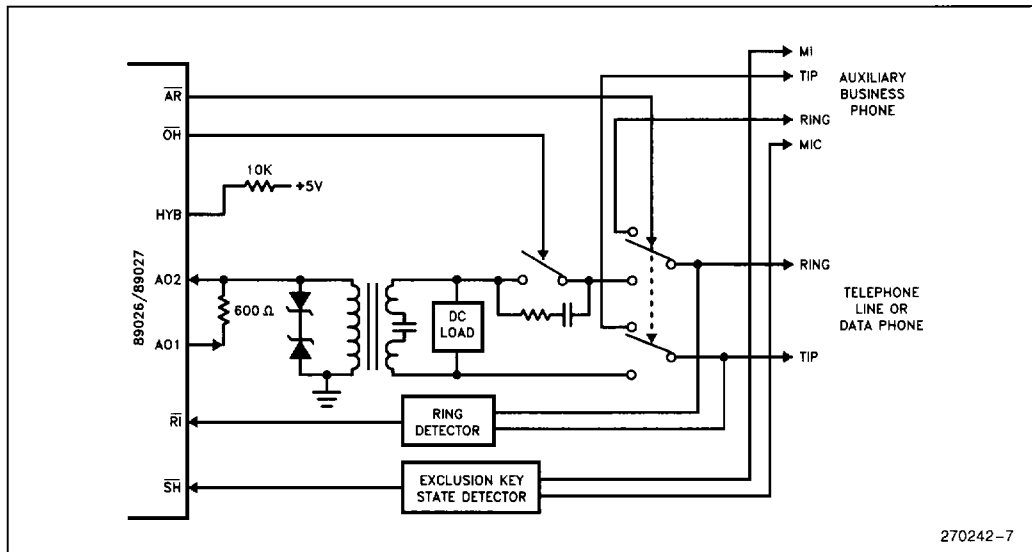 AR
OH
10K
+5V
HYB
89026/89027
AO2
600 Ω
AO1
DC
LOAD
RI
RING
DETECTOR
SH
EXCLUSION KEY
STATE DETECTOR
MI
TIP
AUXILIARY
BUSINESS
PHONE
RING
MIC
RING
TELEPHONE
LINE OR
DATA PHONE
TIP
270242-7